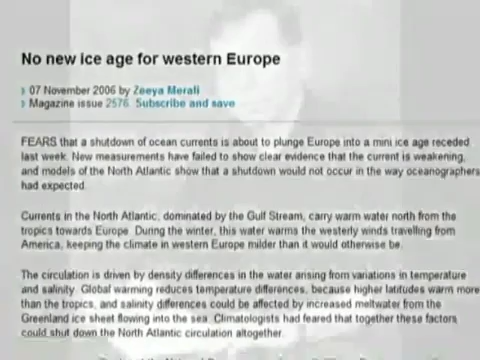 No new ice age for western Europe
07 November 2006 by Zeeya Merali
Magazine issue 2576. Subscribe and save
FEARS that a shutdown of ocean currents is about to plunge Europe into a mini ice age receded
last week. New measurements have failed to show clear evidence that the current is weakening,
and models of the North Atlantic show that a shutdown would not occur in the way oceanographers
had expected.
Currents in the North Atlantic, dominated by the Gulf Stream, carry warm water north from the
tropics towards Europe. During the winter, this water warms the westerly winds travelling from
America, keeping the climate in western Europe milder than it would otherwise be.
The circulation is driven by density differences in the water arising from variations in temperature
and salinity. Global warming reduces temperature differences, because higher latitudes warm more
than the tropics, and salinity differences could be affected by increased meltwater from the
Greenland ice sheet flowing into the sea. Climatologists had feared that together these factors
could shut down the North Atlantic circulation altogether.